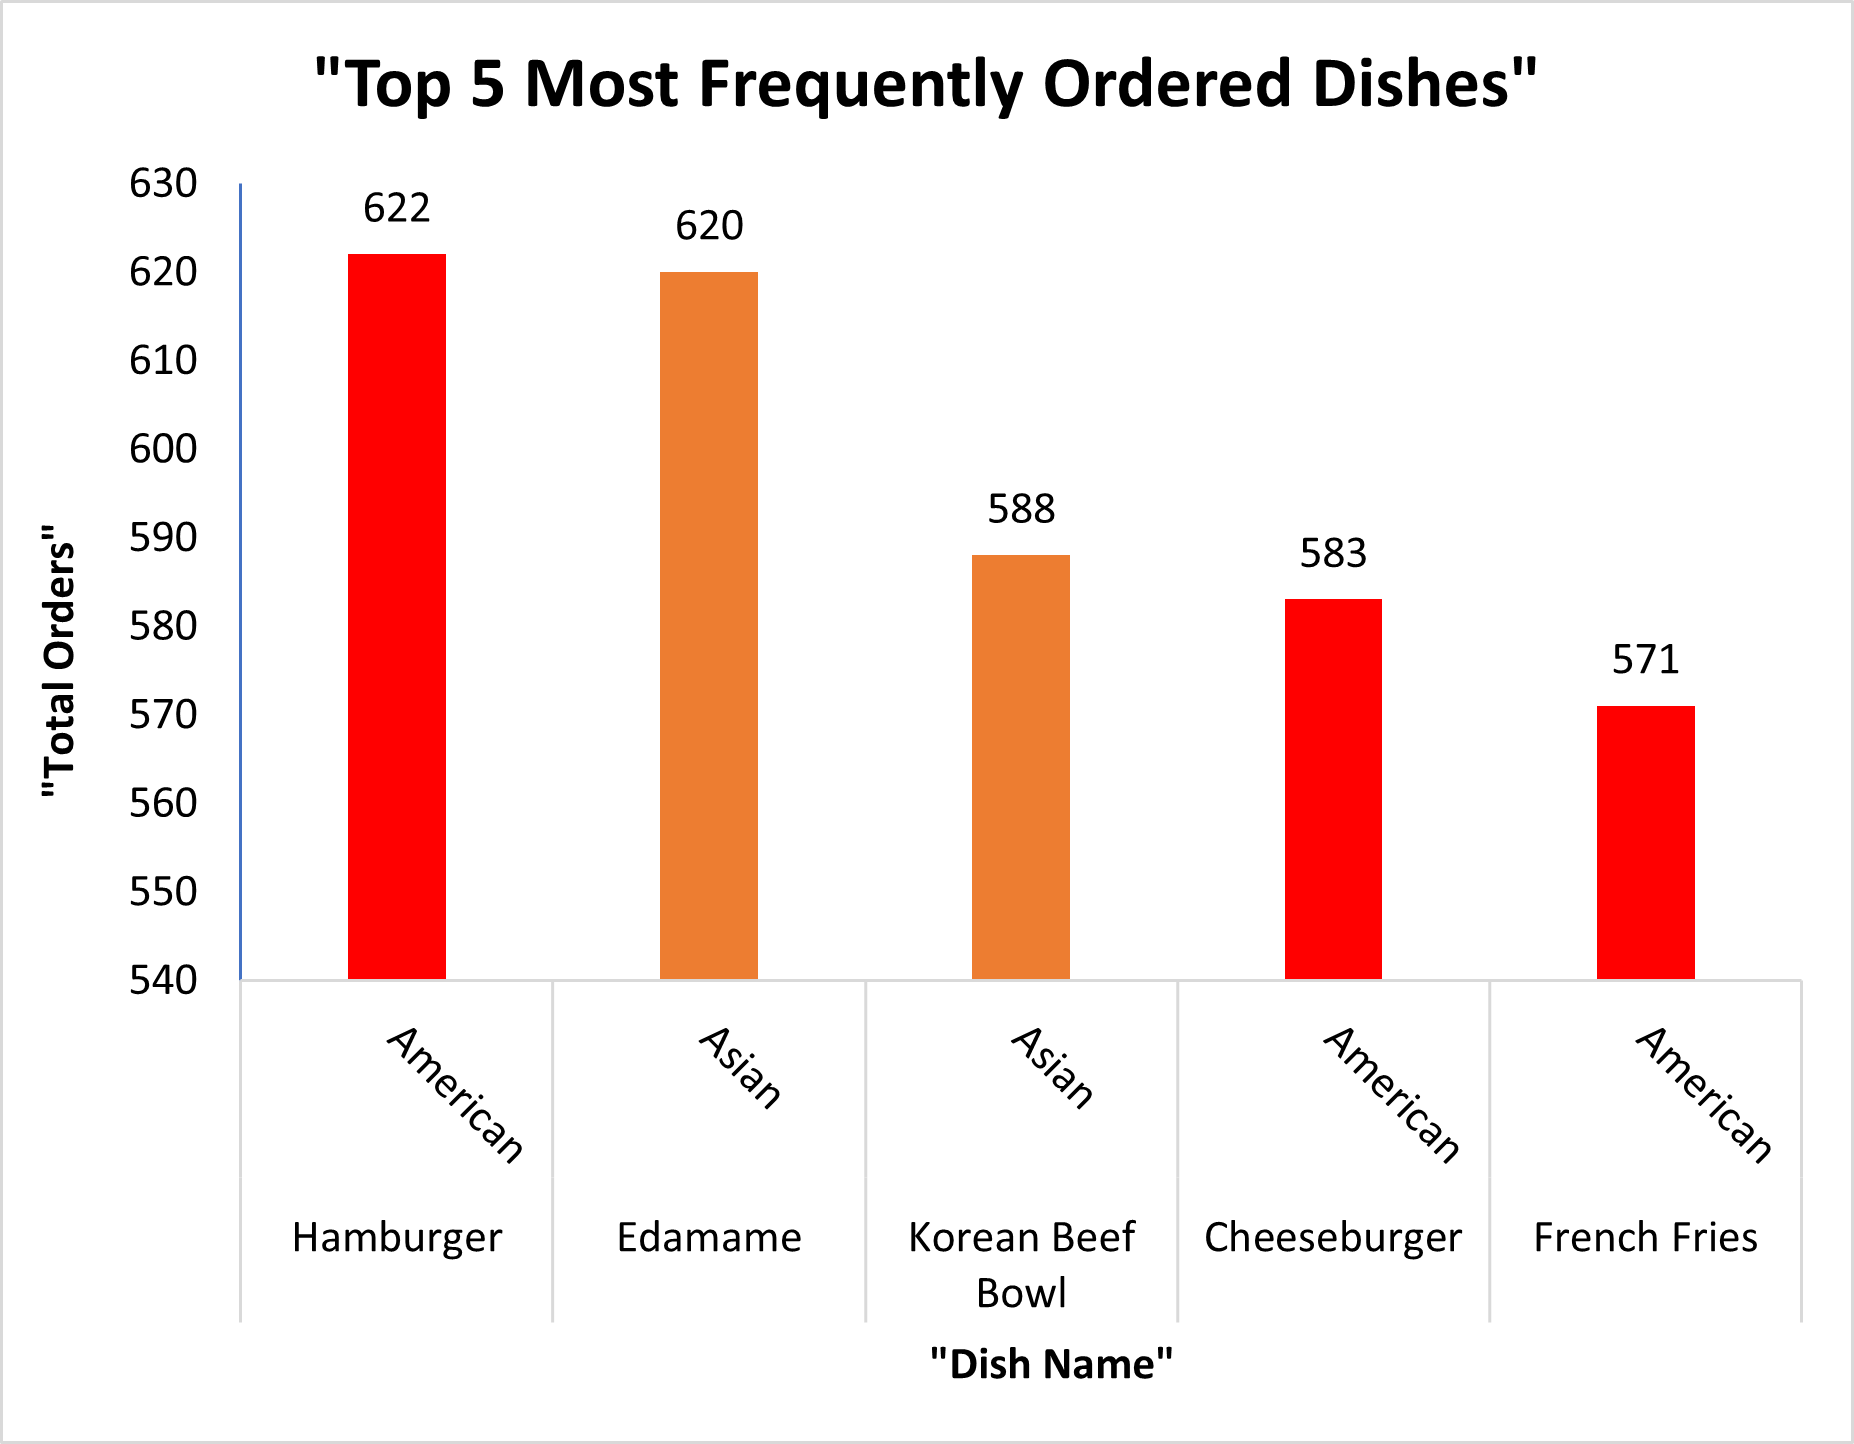 "Top 5 Most Frequently Ordered Dishes"
630
620
610
600
590
580
570
560
550
540
"Total Orders"
622
620
588
583
571
American
Asian
Asian
American
American
Hamburger
Edamame
Korean Beef
Bowl
Cheeseburger
French Fries
"Dish Name"